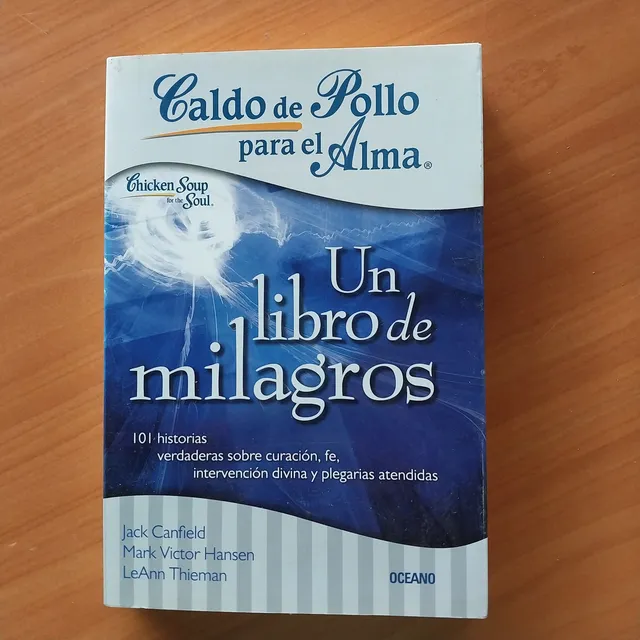 Caldo de Pollo
para el Alma®
Chicken Soup
for the Soul®
Un
libro de
milagros
101 historias
verdaderas sobre curación, fe,
intervención divina y plegarias atendidas
Jack Canfield
Mark Victor Hansen
LeAnn Thieman
OCEANO